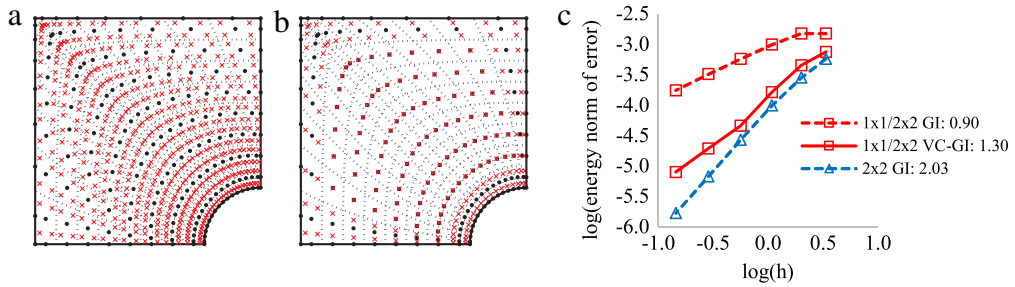 a
b
c
log(energy norm of error)
-2.5
-3.0
-3.5
-4.0
-4.5
-5.0
-5.5
-6.0
-1.0 -0.5 0.0 0.5 1.0
log(h)
1x1/2x2 GI: 0.90
1x1/2x2 VC-GI: 1.30
2x2 GI: 2.03